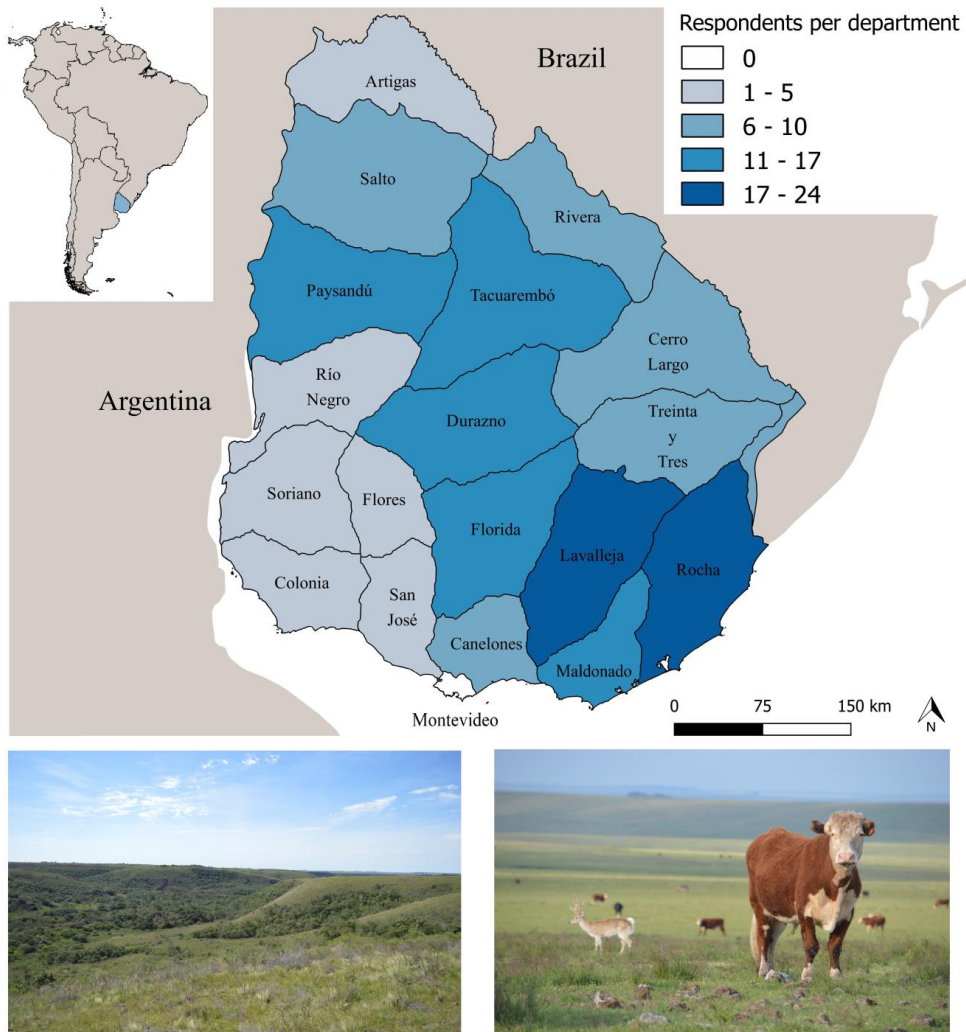 Respondents per department
0
1 - 5
6 - 10
11 - 17
17 - 24
Brazil
Artigas
Salto
Rivera
Paysandú
Tacuarembó
Cerro
Largo
Argentina
Río
Negro
Durazno
Treinta
y
Tres
Soriano
Flores
Florida
Lavalleja
Rocha
Colonia
San
José
Canelones
Maldonado
Montevideo
0 75 150 km
N